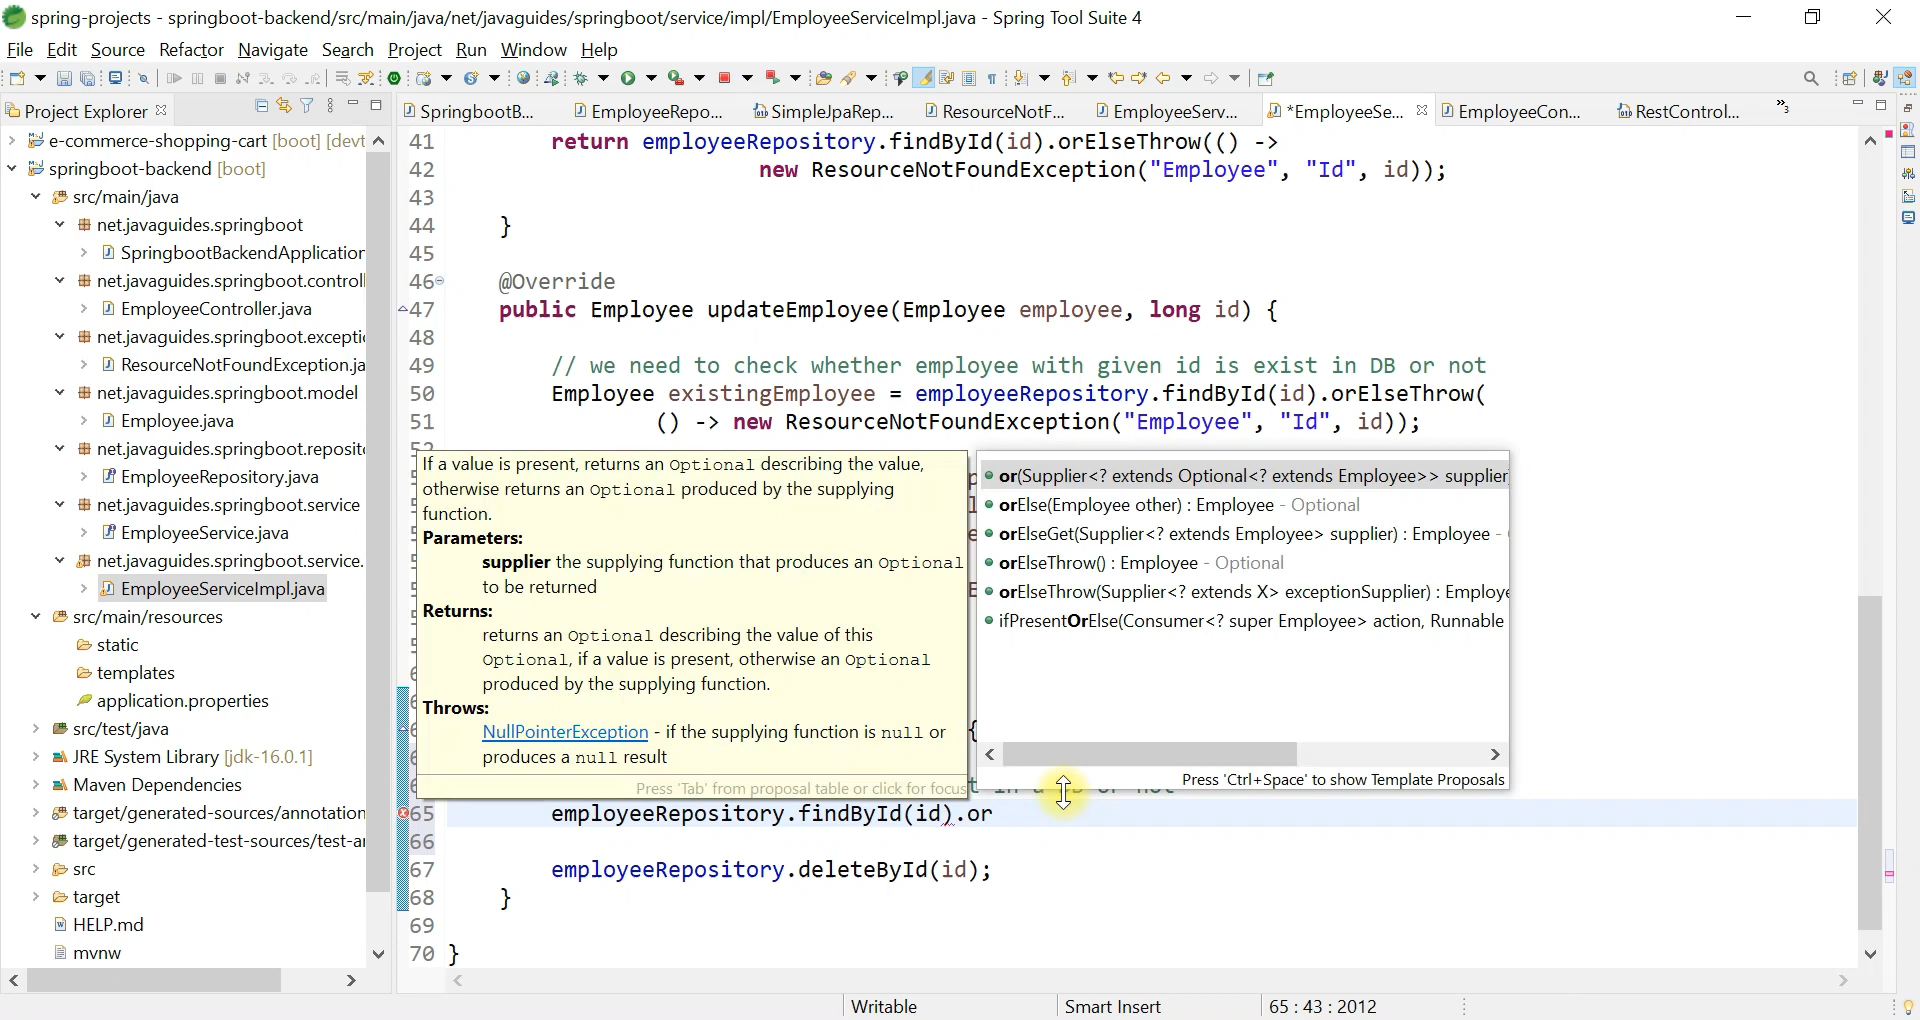 spring-projects - springboot-backend/src/main/java/net/javaguides/springboot/service/impl/EmployeeServiceImpl.java - Spring Tool Suite 4
File Edit Source Refactor Navigate Search Project Run Window Help
Project Explorer
SpringbootB... EmployeeRepo... SimpleJpaRep... ResourceNotF... EmployeeServ... *EmployeeSe... EmployeeCon... RestControl... »3
e-commerce-shopping-cart [boot] [devt
springboot-backend [boot]
src/main/java
net.javaguides.springboot
SpringbootBackendApplication
net.javaguides.springboot.controll
EmployeeController.java
net.javaguides.springboot.exceptio
ResourceNotFoundException.ja
net.javaguides.springboot.model
Employee.java
net.javaguides.springboot.reposito
EmployeeRepository.java
net.javaguides.springboot.service
EmployeeService.java
net.javaguides.springboot.service.
EmployeeServiceImpl.java
src/main/resources
static
templates
application.properties
src/test/java
JRE System Library [jdk-16.0.1]
Maven Dependencies
target/generated-sources/annotation
target/generated-test-sources/test-a
src
target
HELP.md
mvnw
41 return employeeRepository.findById(id).orElseThrow(() ->
42 new ResourceNotFoundException("Employee", "Id", id));
43
44 }
45
46 @Override
47 public Employee updateEmployee(Employee employee, long id) {
48
49 // we need to check whether employee with given id is exist in DB or not
50 Employee existingEmployee = employeeRepository.findById(id).orElseThrow(
51 () -> new ResourceNotFoundException("Employee", "Id", id));
If a value is present, returns an Optional describing the value,
otherwise returns an Optional produced by the supplying
function.
Parameters:
supplier the supplying function that produces an Optional
to be returned
Returns:
returns an Optional describing the value of this
Optional, if a value is present, otherwise an Optional
produced by the supplying function.
Throws:
NullPointerException - if the supplying function is null or
produces a null result
Press 'Tab' from proposal table or click for focus
or(Supplier<? extends Optional<? extends Employee>> supplier)
orElse(Employee other) : Employee - Optional
orElseGet(Supplier<? extends Employee> supplier) : Employee -
orElseThrow() : Employee - Optional
orElseThrow(Supplier<? extends X> exceptionSupplier) : Employe
ifPresentOrElse(Consumer<? super Employee> action, Runnable
Press 'Ctrl+Space' to show Template Proposals
65 employeeRepository.findById(id).or
66
67 employeeRepository.deleteById(id);
68 }
69
70 }
Writable Smart Insert 65 : 43 : 2012